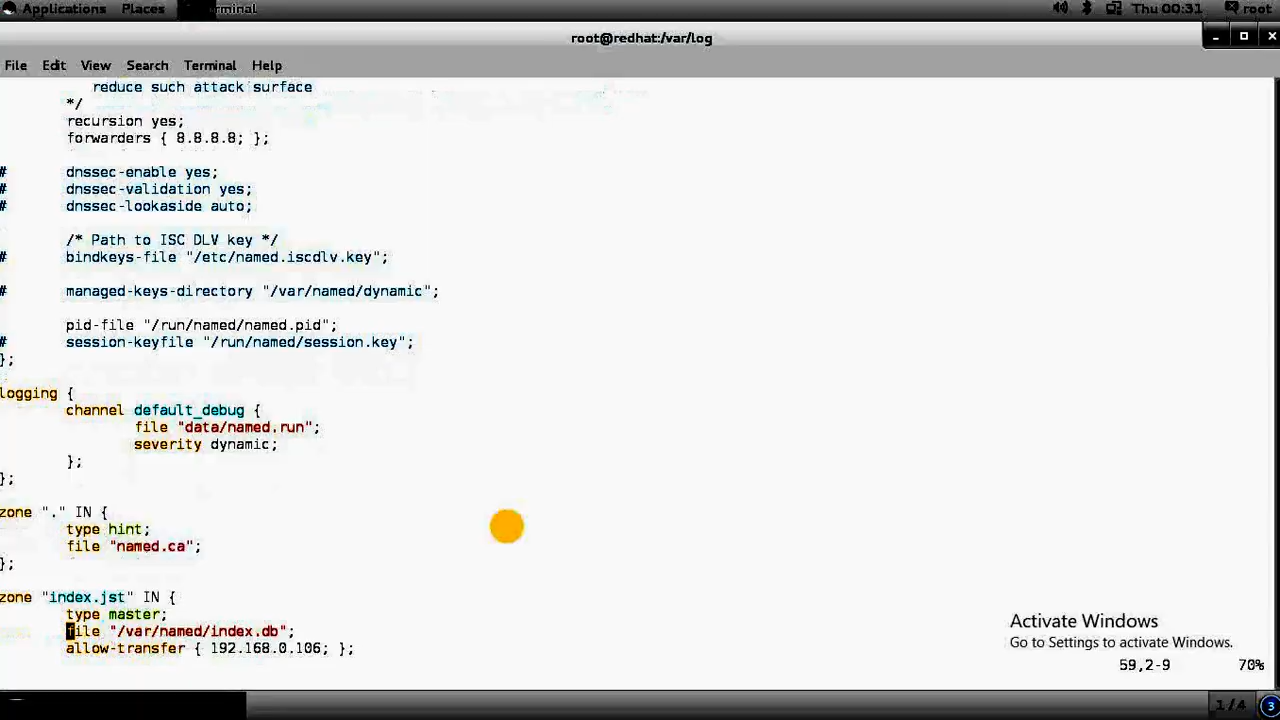 Applications Places
Thu 00:31 root
root@redhat:/var/log
File Edit View Search Terminal Help
reduce such attack surface
*/
recursion yes;
forwarders { 8.8.8.8; };
# dnssec-enable yes;
# dnssec-validation yes;
# dnssec-lookaside auto;
/* Path to ISC DLV key */
# bindkeys-file "/etc/named.iscdlv.key";
# managed-keys-directory "/var/named/dynamic";
pid-file "/run/named/named.pid";
# session-keyfile "/run/named/session.key";
};
logging {
channel default_debug {
file "data/named.run";
severity dynamic;
};
};
zone "." IN {
type hint;
file "named.ca";
};
zone "index.jst" IN {
type master;
file "/var/named/index.db";
allow-transfer { 192.168.0.106; };
Activate Windows
Go to Settings to activate Windows.
59,2-9 70%
1 / 4 3